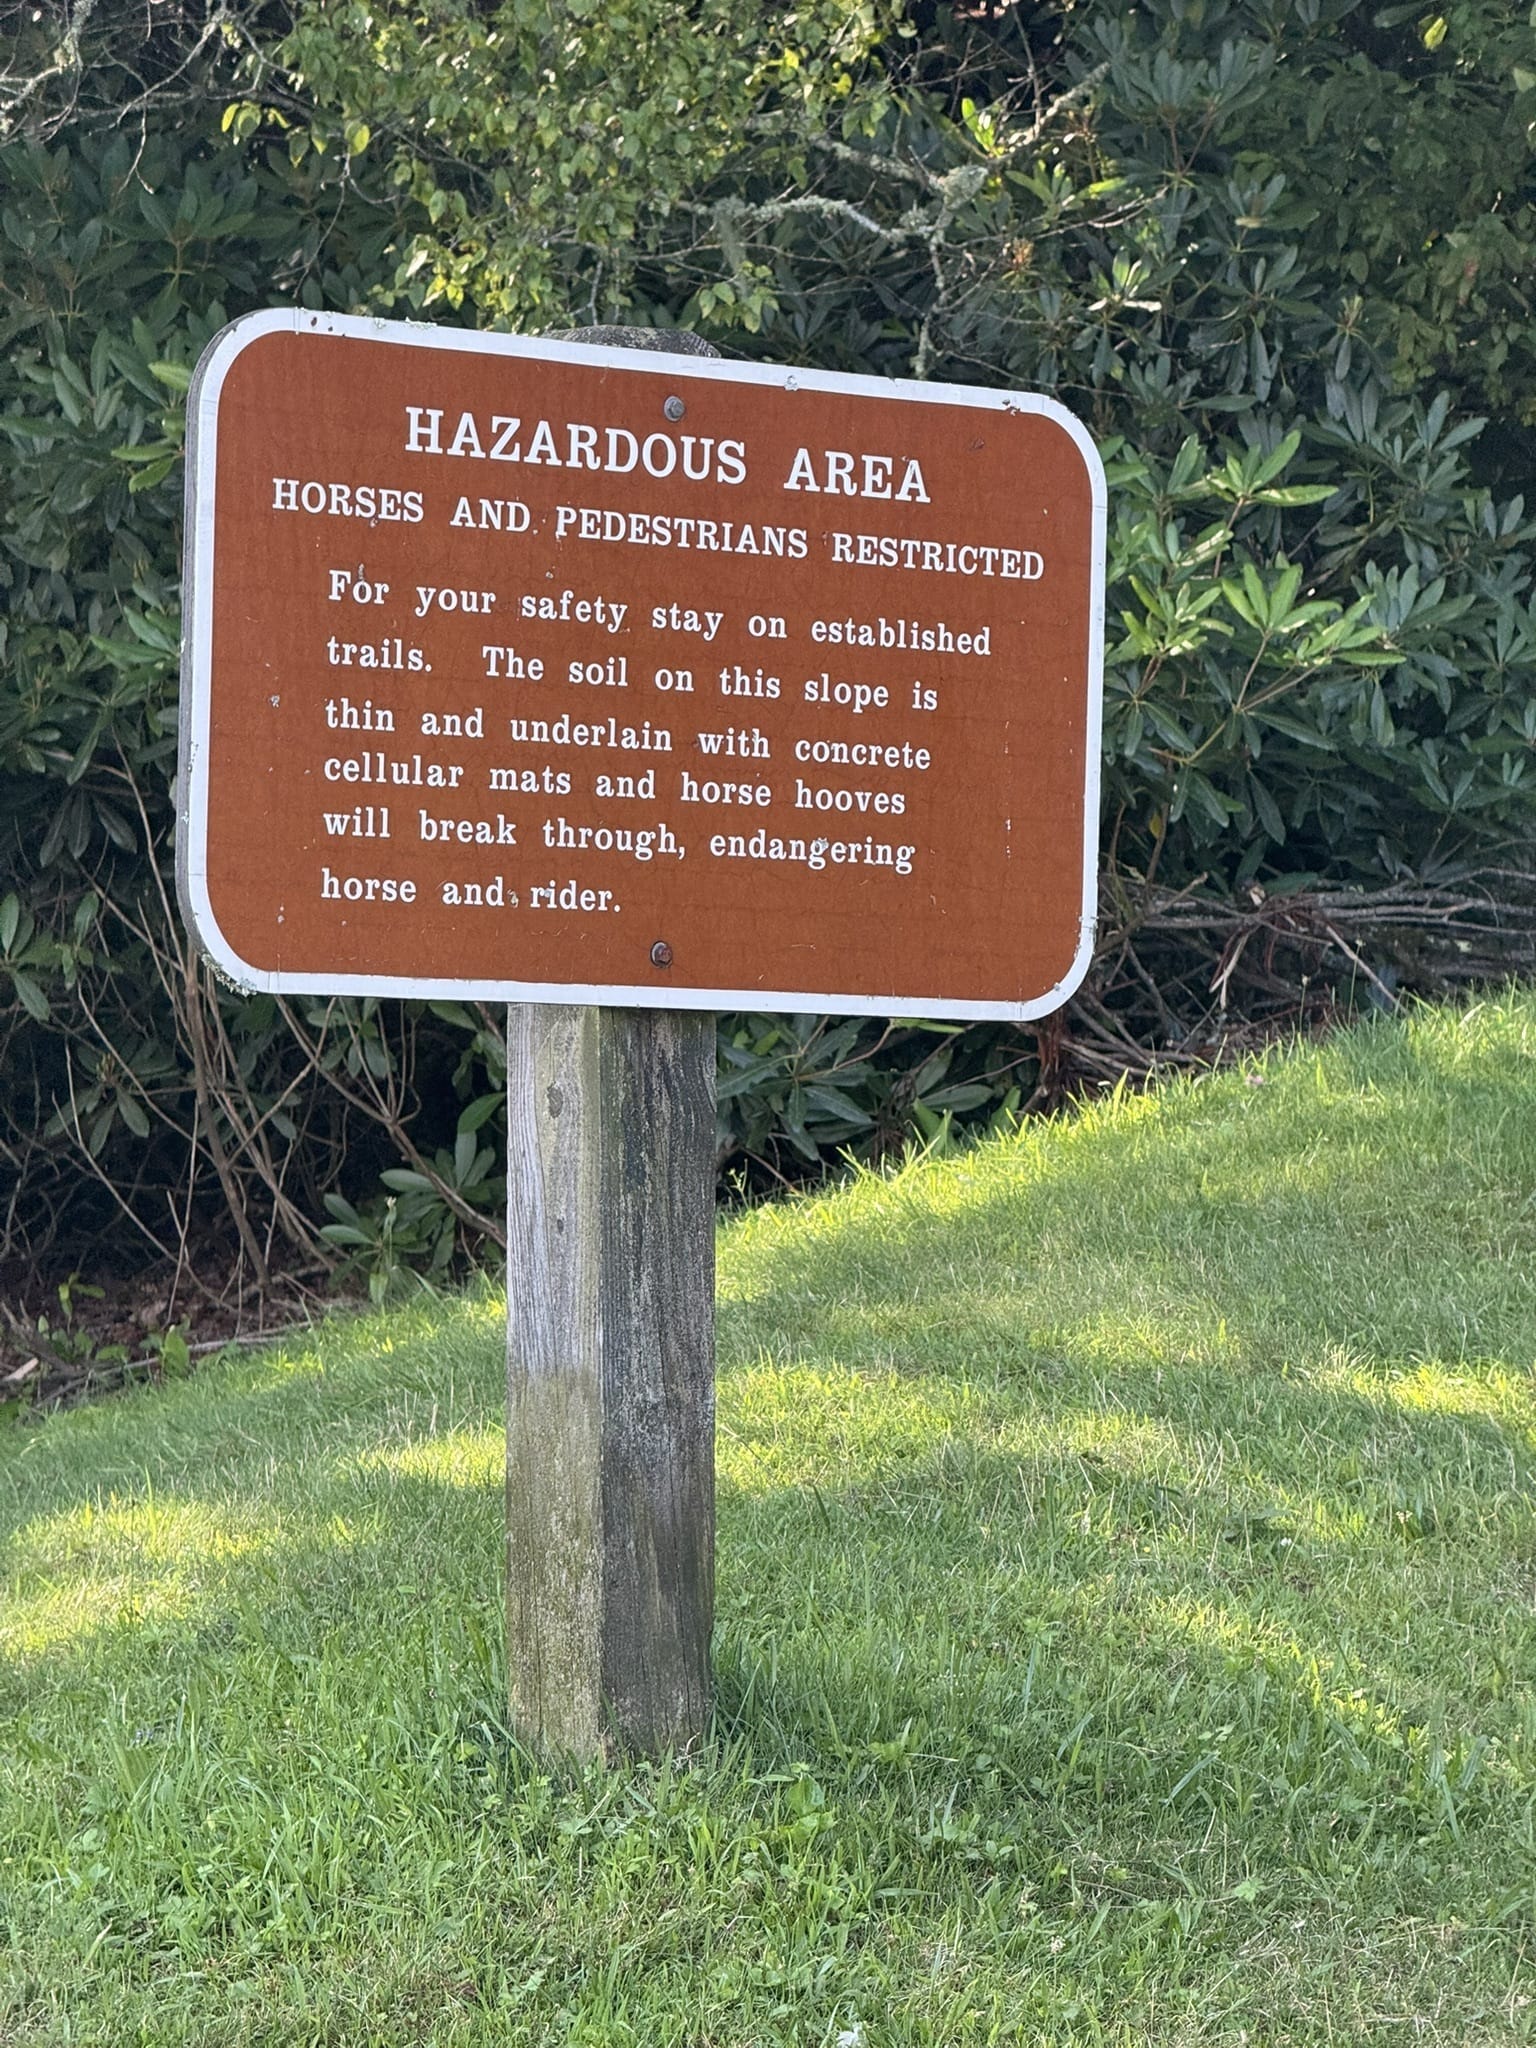 HAZARDOUS AREA
HORSES AND PEDESTRIANS RESTRICTED
For your safety stay on established
trails. The soil on this slope is
thin and underlain with concrete
cellular mats and horse hooves
will break through, endangering
horse and rider.